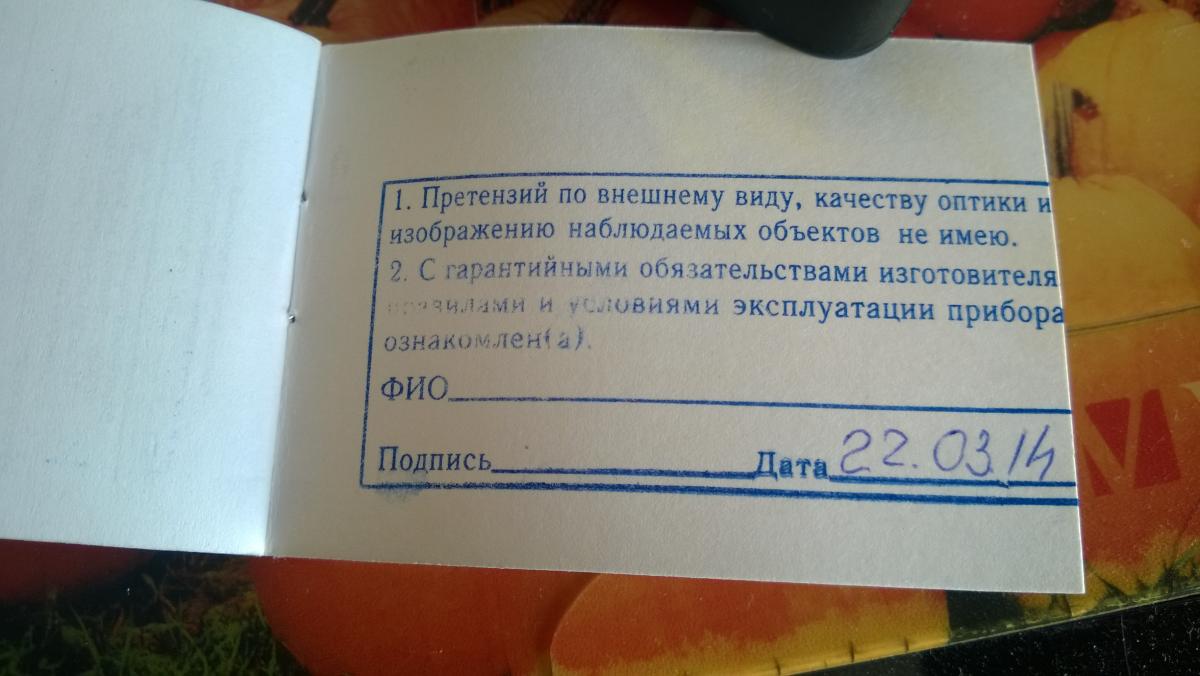 1. Претензий по внешнему виду, качеству оптики и
изображению наблюдаемых объектов не имею.
2. С гарантийными обязательствами изготовителя
правилами и условиями эксплуатации прибора
ознакомлен(а).
ФИО
Подпись Дата 22.03.14